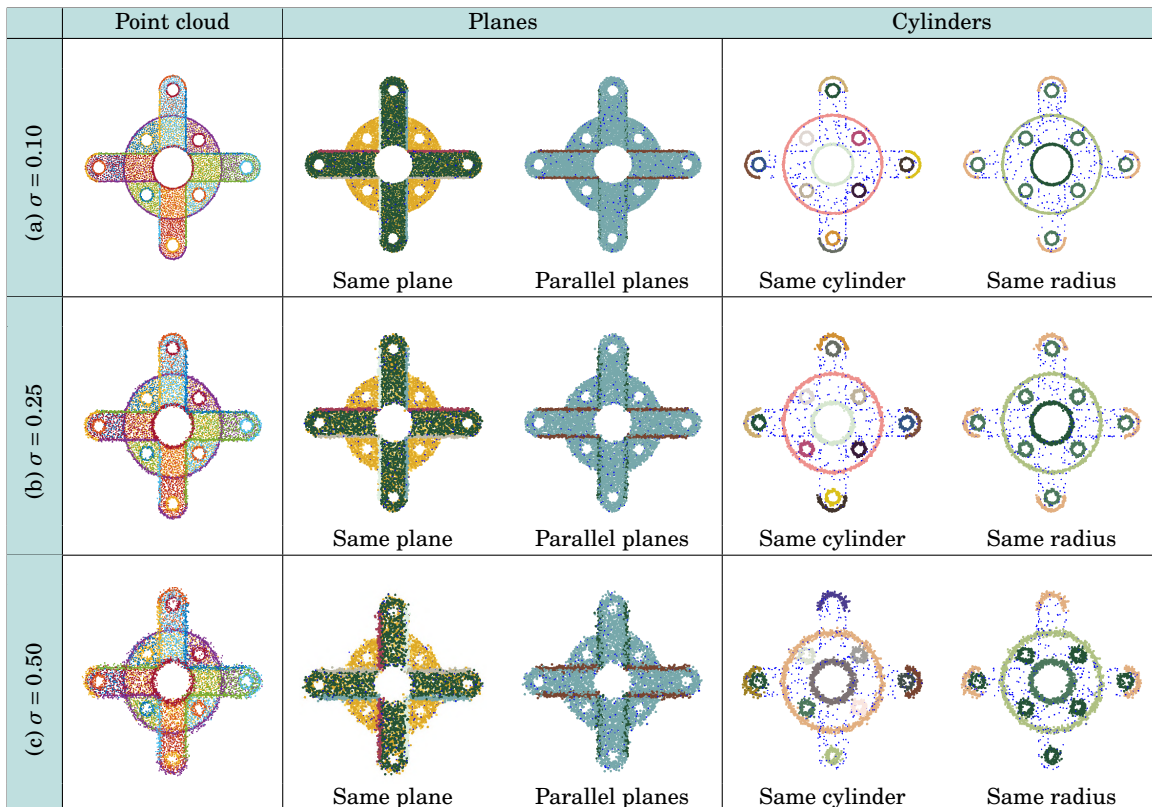 Point cloud Planes Cylinders
(a) σ = 0.10
Same plane Parallel planes Same cylinder Same radius
(b) σ = 0.25
Same plane Parallel planes Same cylinder Same radius
(c) σ = 0.50
Same plane Parallel planes Same cylinder Same radius